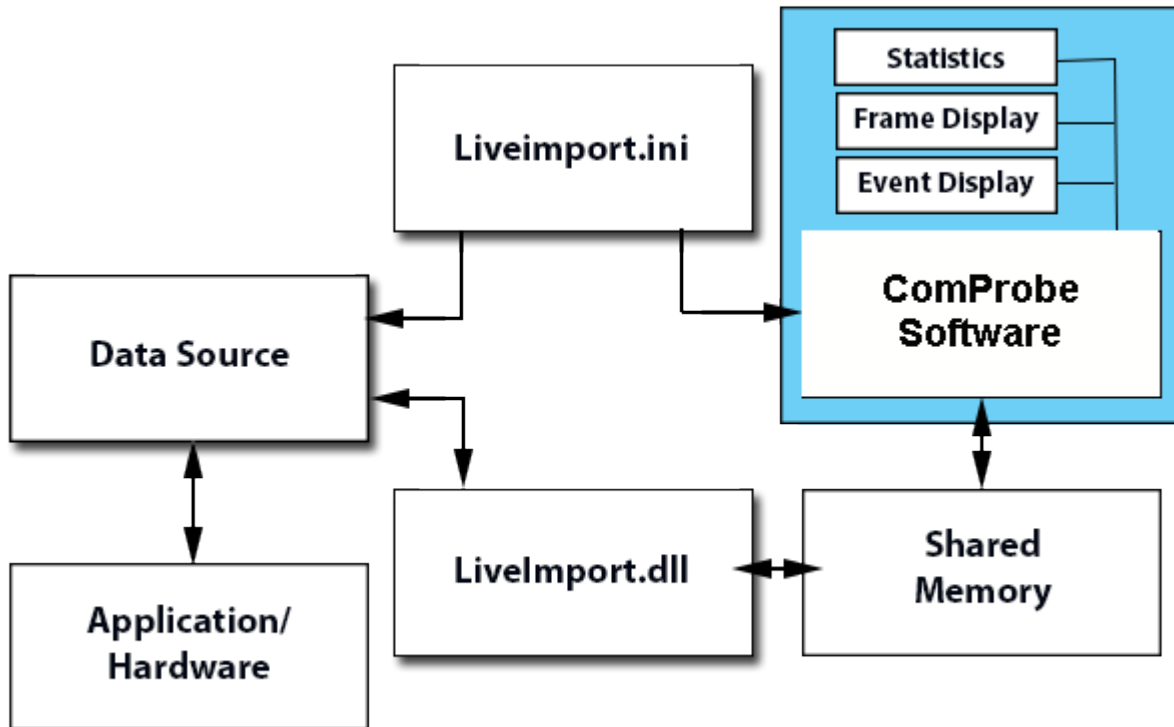 Statistics
Frame Display
Event Display
Liveimport.ini
ComProbe
Software
Data Source
LiveImport.dll
Shared
Memory
Application/
Hardware